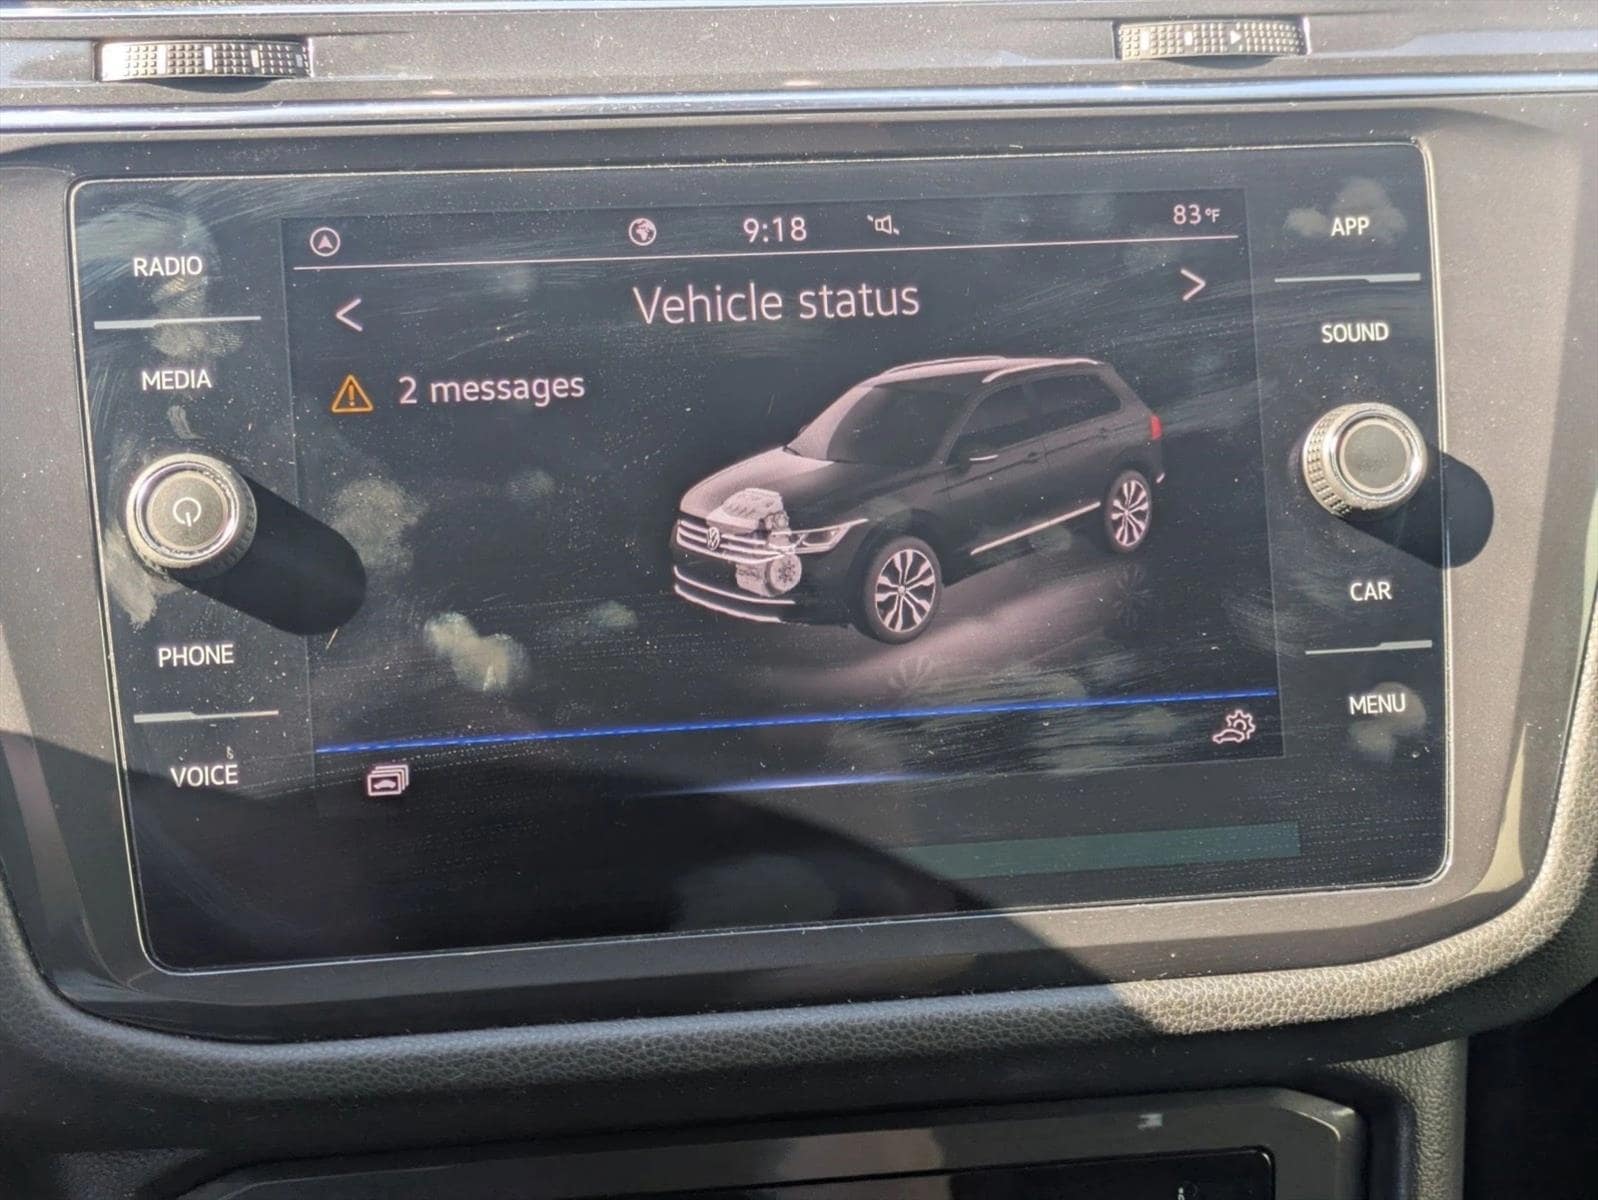 RADIO
MEDIA
PHONE
VOICE
9:18
83°F
Vehicle status
2 messages
APP
SOUND
CAR
MENU